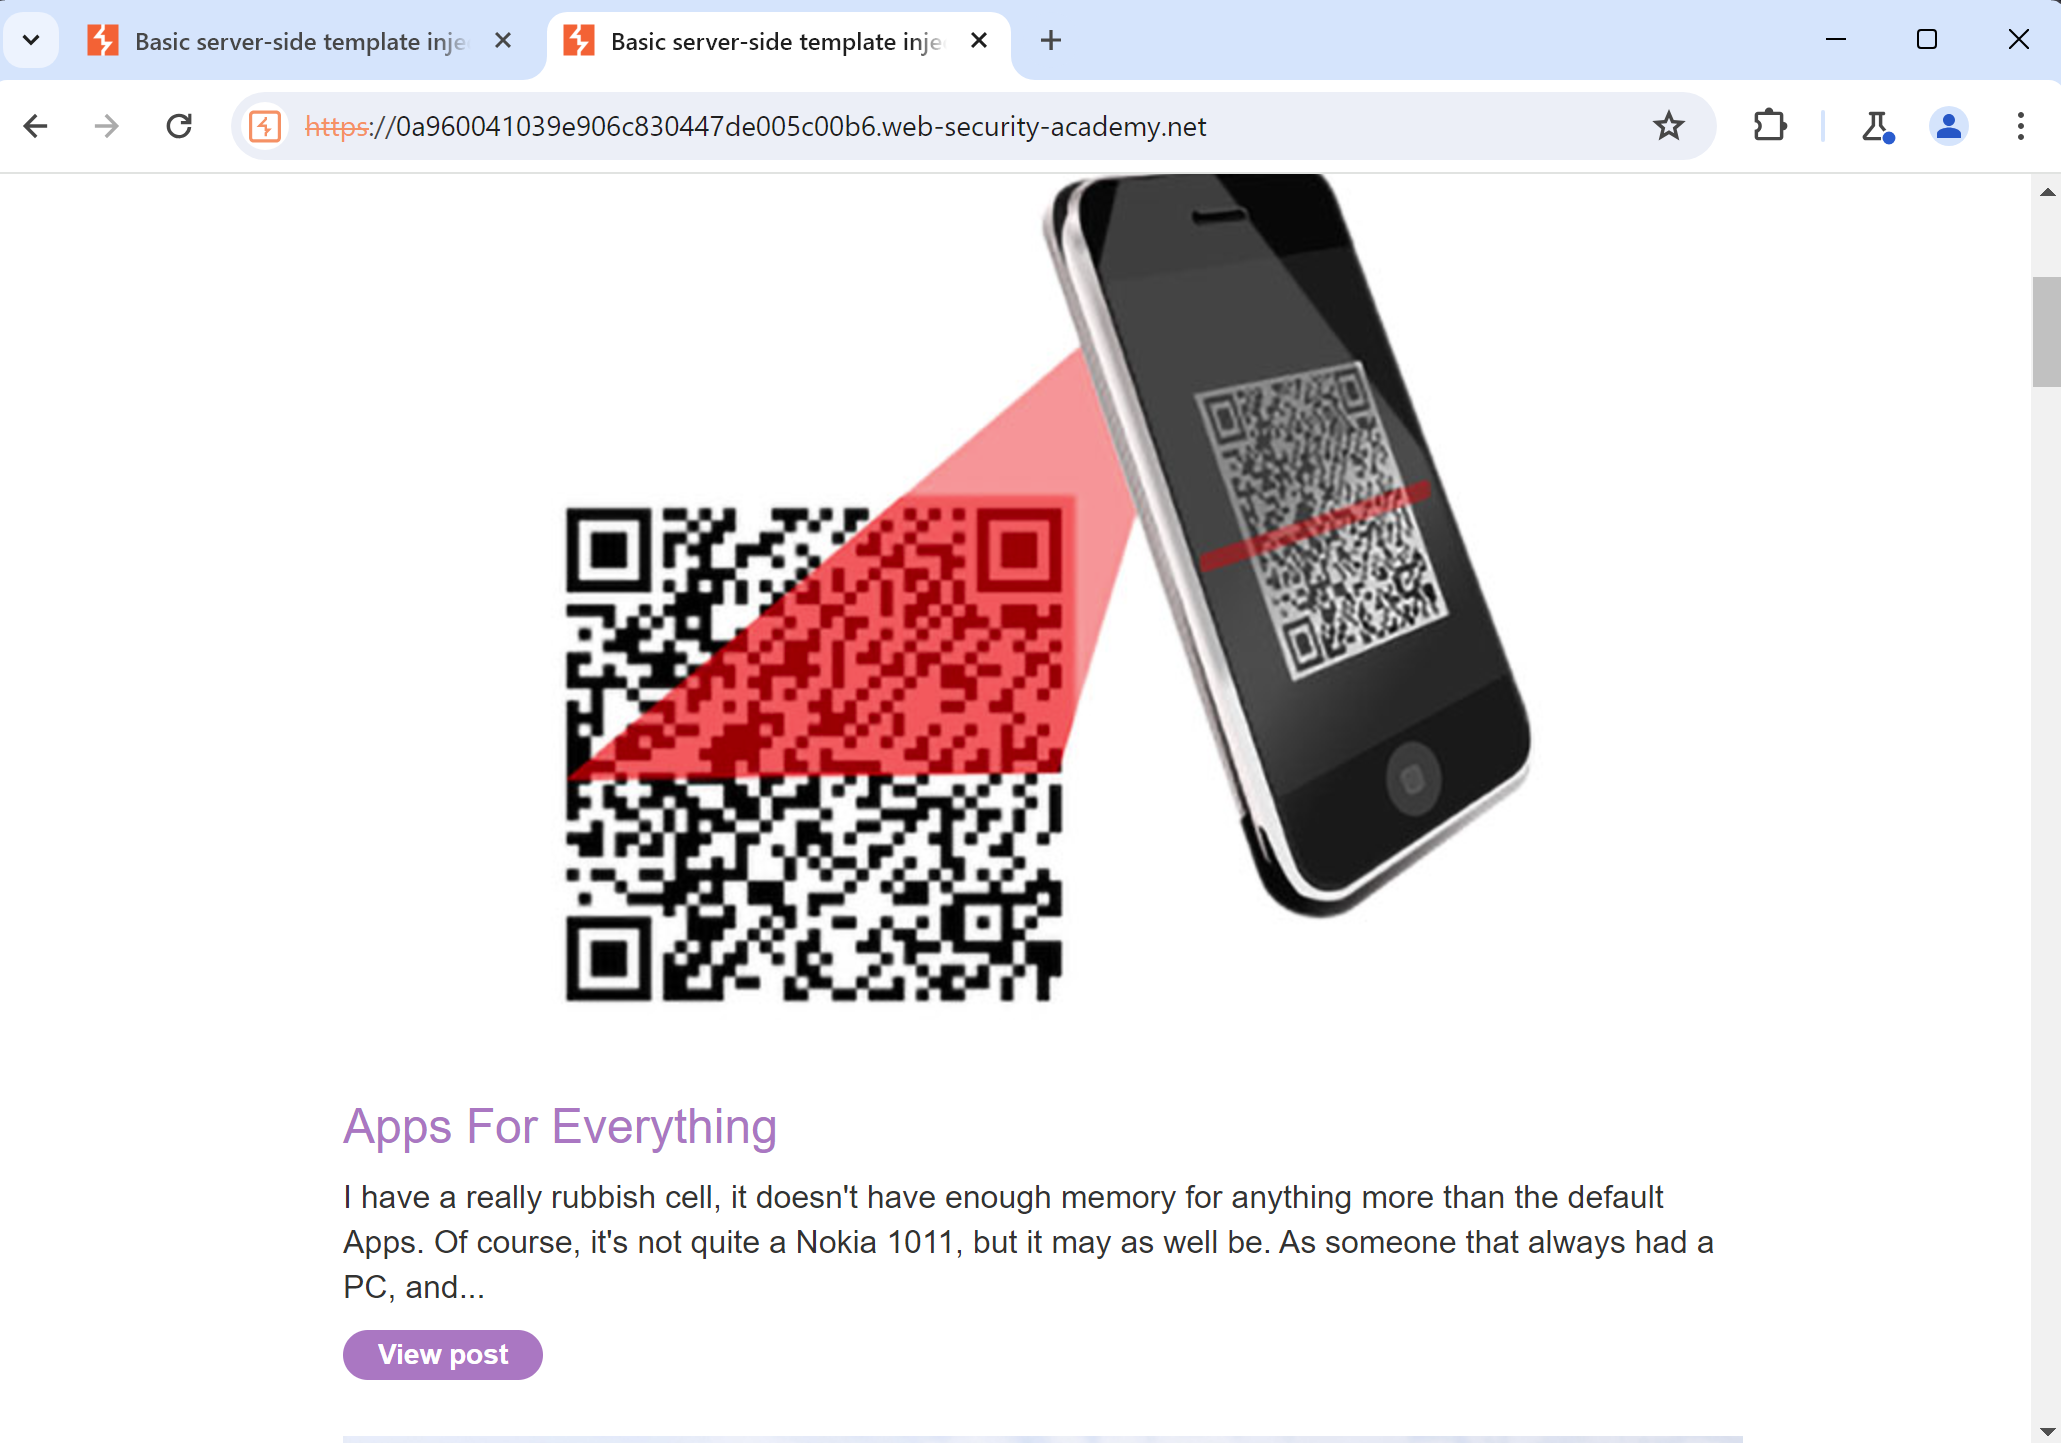 Basic server-side template inje
Basic server-side template inje
https://0a960041039e906c830447de005c00b6.web-security-academy.net
Apps For Everything
I have a really rubbish cell, it doesn't have enough memory for anything more than the default
Apps. Of course, it's not quite a Nokia 1011, but it may as well be. As someone that always had a
PC, and...
View post